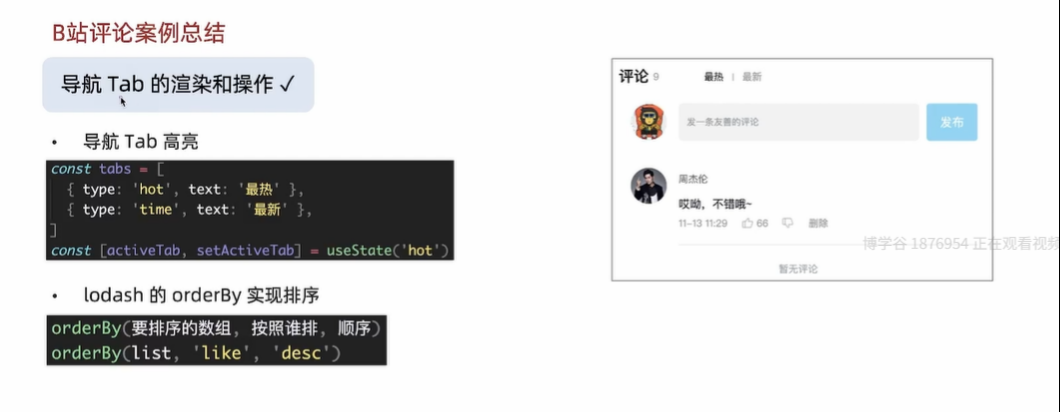 B站评论案例总结
导航 Tab 的渲染和操作 ✓
• 导航 Tab 高亮
const tabs = [
{ type: 'hot', text: '最热' },
{ type: 'time', text: '最新' },
]
const [activeTab, setActiveTab] = useState('hot')
• lodash 的 orderBy 实现排序
orderBy(要排序的数组, 按照谁排, 顺序)
orderBy(list, 'like', 'desc')
评论 9 最热 | 最新
发一条友善的评论 发布
周杰伦
哎呦，不错哦~
11-13 11:29 66 删除
暂无评论
博学谷 1876954 正在观看视频